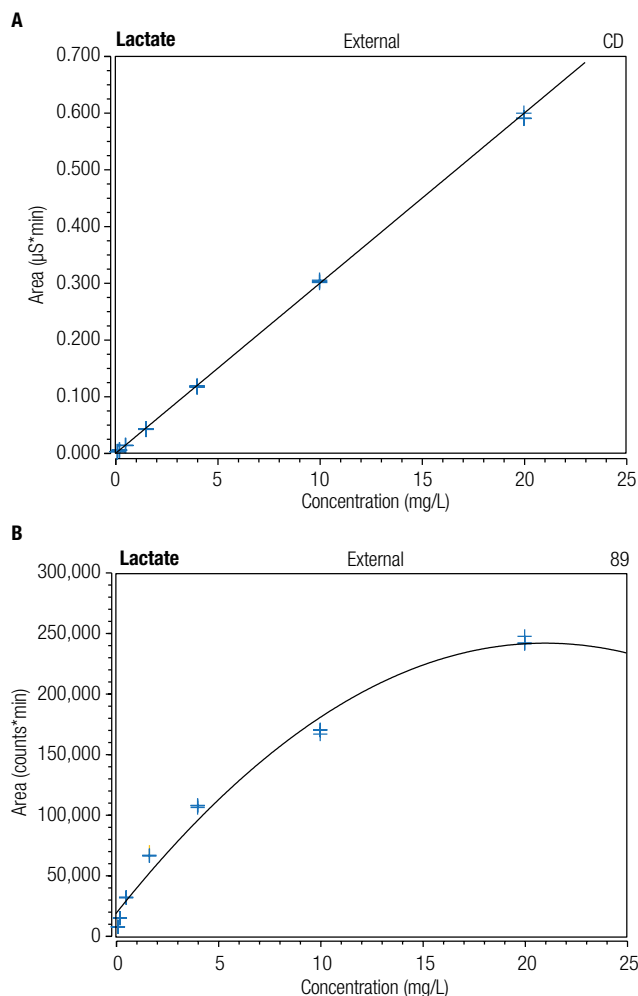 A
Lactate External CD
0.700
0.600
0.500
0.400
0.300
0.200
0.100
0.000
Area (µS*min)
0 5 10 15 20 25
Concentration (mg/L)
B
Lactate External 89
300,000
250,000
200,000
150,000
100,000
50,000
0
Area (counts*min)
0 5 10 15 20 25
Concentration (mg/L)